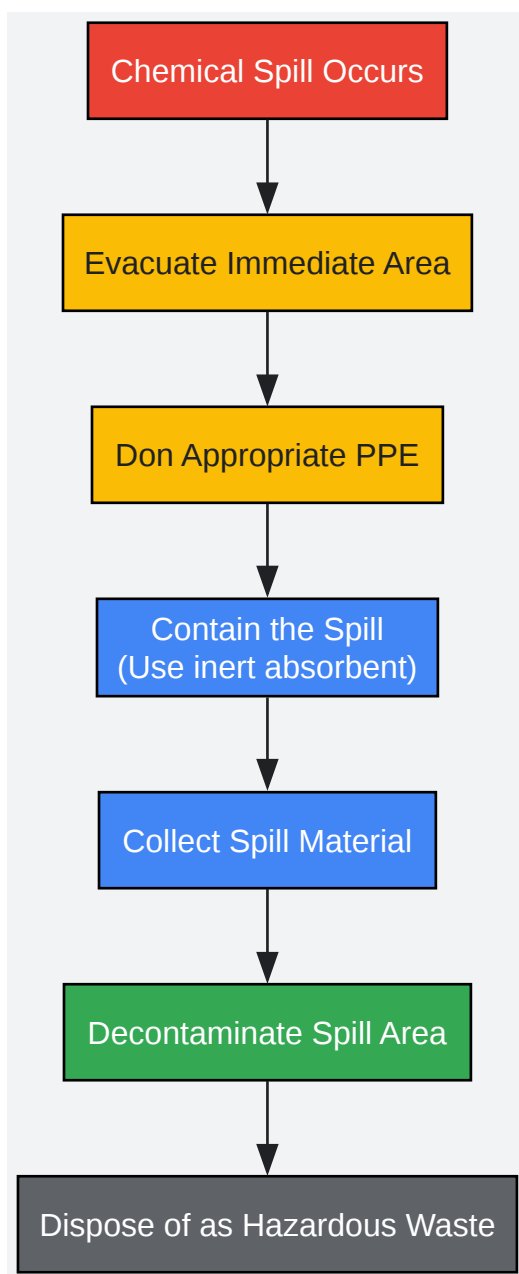 Chemical Spill Occurs
Evacuate Immediate Area
Don Appropriate PPE
Contain the Spill
(Use inert absorbent)
Collect Spill Material
Decontaminate Spill Area
Dispose of as Hazardous Waste